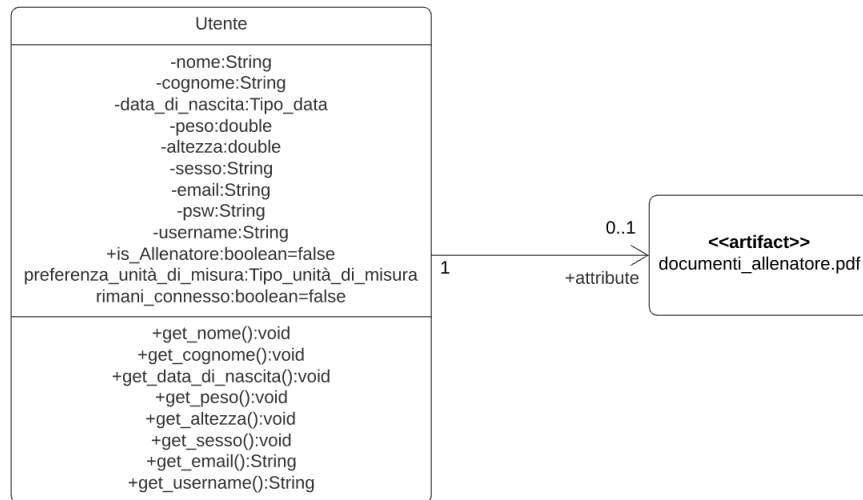 Utente
-nome:String
-cognome:String
-data_di_nascita:Tipo_data
-peso:double
-altezza:double
-sesso:String
-email:String
-psw:String
-username:String
+is_Allenatore:boolean=false
preferenza_unità_di_misura:Tipo_unità_di_misura
rimani_connesso:boolean=false
+get_nome():void
+get_cognome():void
+get_data_di_nascita():void
+get_peso():void
+get_altezza():void
+get_sesso():void
+get_email():String
+get_username():String
1
0..1
+attribute
<<artifact>>
documenti_allenatore.pdf